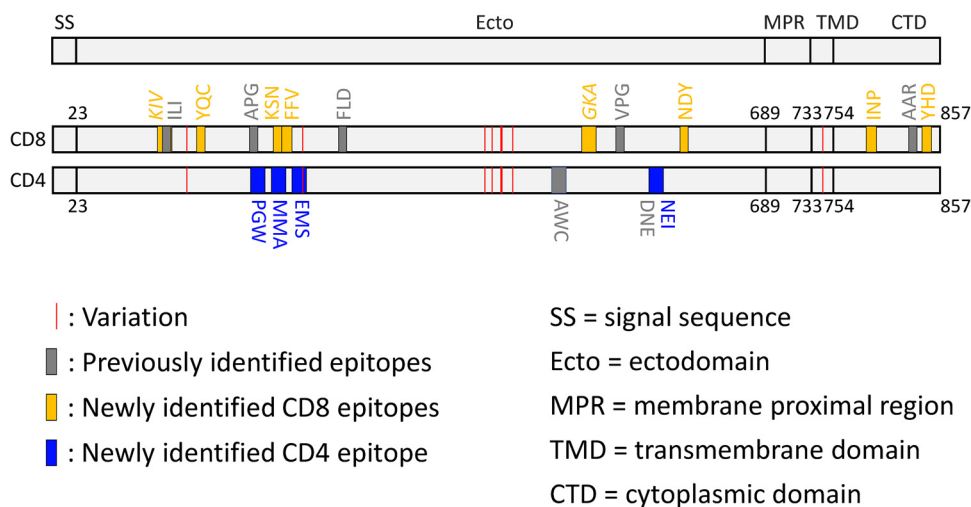 SS Ecto MPR TMD CTD
23 KIV ILI YQC APG KSN FFV FLD GKA VPG NDY 689 733 754 INP AAR YHD 857
CD8
CD4
23 PGW MMA EMS AWC DNE NEI 689 733 754 857
: Variation
: Previously identified epitopes
: Newly identified CD8 epitopes
: Newly identified CD4 epitope
SS = signal sequence
Ecto = ectodomain
MPR = membrane proximal region
TMD = transmembrane domain
CTD = cytoplasmic domain